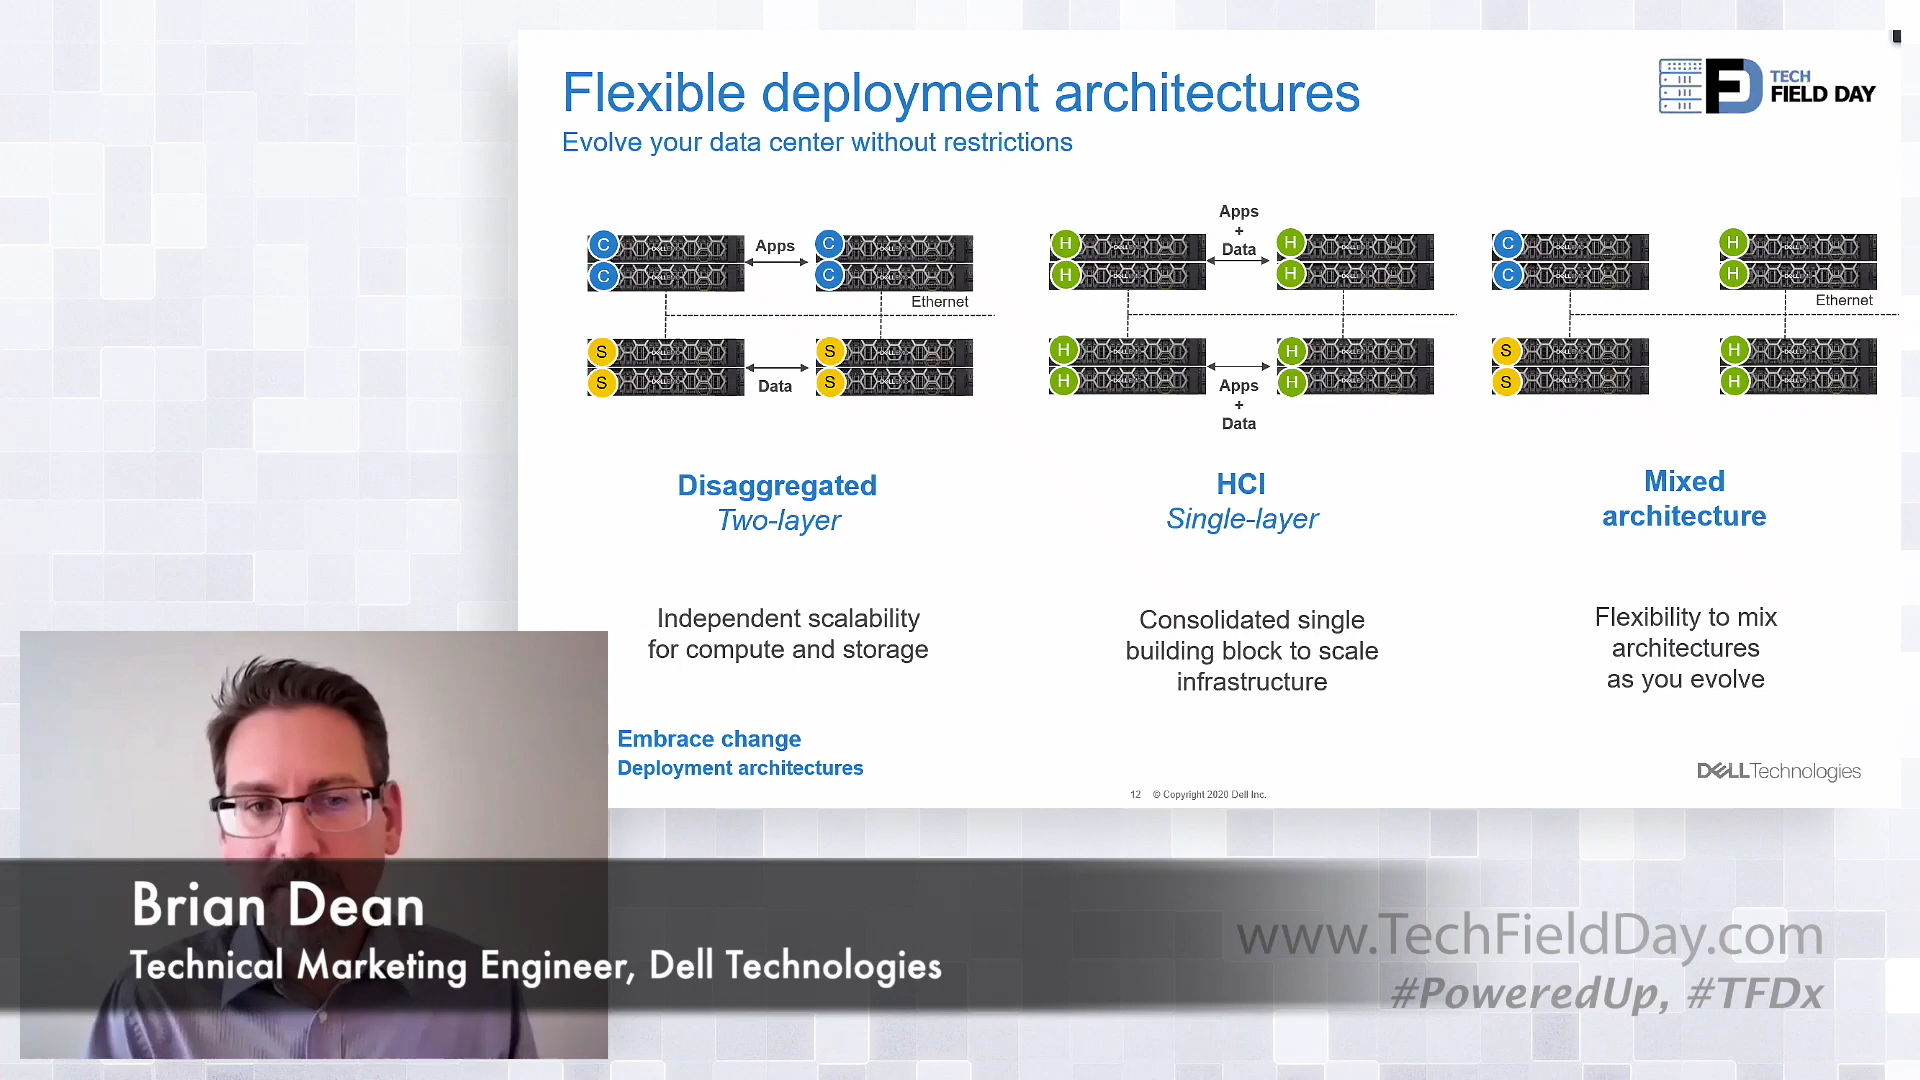 Flexible deployment architectures
Evolve your data center without restrictions
TECH
FIELD DAY
C
C
Apps
C
C
Ethernet
S
S
Data
S
S
Disaggregated
Two-layer
Independent scalability
for compute and storage
Apps
+
Data
H
H
H
H
H
H
H
H
Apps
+
Data
HCI
Single-layer
Consolidated single
building block to scale
infrastructure
C
C
H
H
Ethernet
S
S
H
H
Mixed
architecture
Flexibility to mix
architectures
as you evolve
Embrace change
Deployment architectures
DELLTechnologies
12 © Copyright 2020 Dell Inc.
Brian Dean
Technical Marketing Engineer, Dell Technologies
www.TechFieldDay.com
#PoweredUp, #TFDx